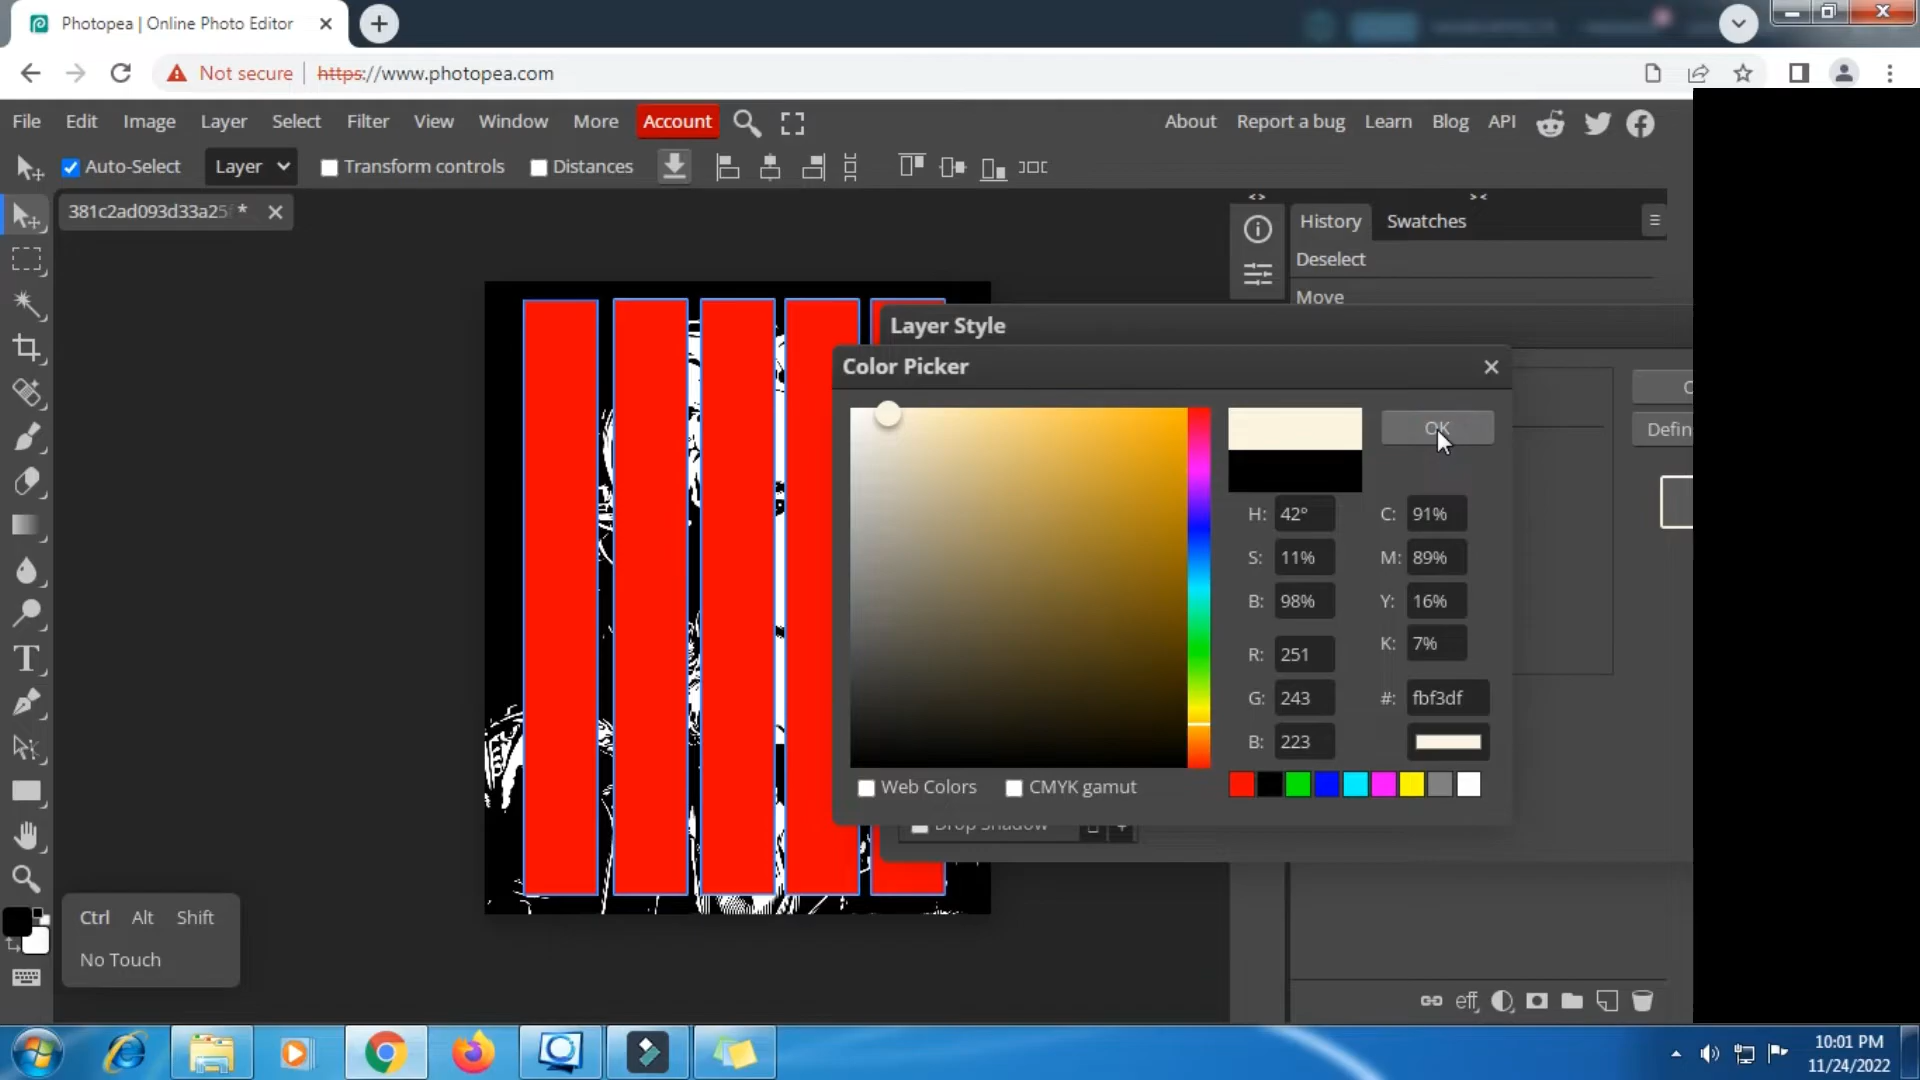 Photopea | Online Photo Editor
Not secure
https://www.photopea.com
File Edit Image Layer Select Filter View Window More Account
About Report a bug Learn Blog API
Auto-Select Layer Transform controls Distances
381c2ad093d33a25 *
History Swatches
Deselect
Move
Layer Style
Color Picker
OK
Defin
H: 42° C: 91%
S: 11% M: 89%
B: 98% Y: 16%
K: 7%
R: 251
G: 243 #: fbf3df
B: 223
Web Colors CMYK gamut
Drop Shadow
Ctrl Alt Shift
No Touch
eff
T
10:01 PM
11/24/2022